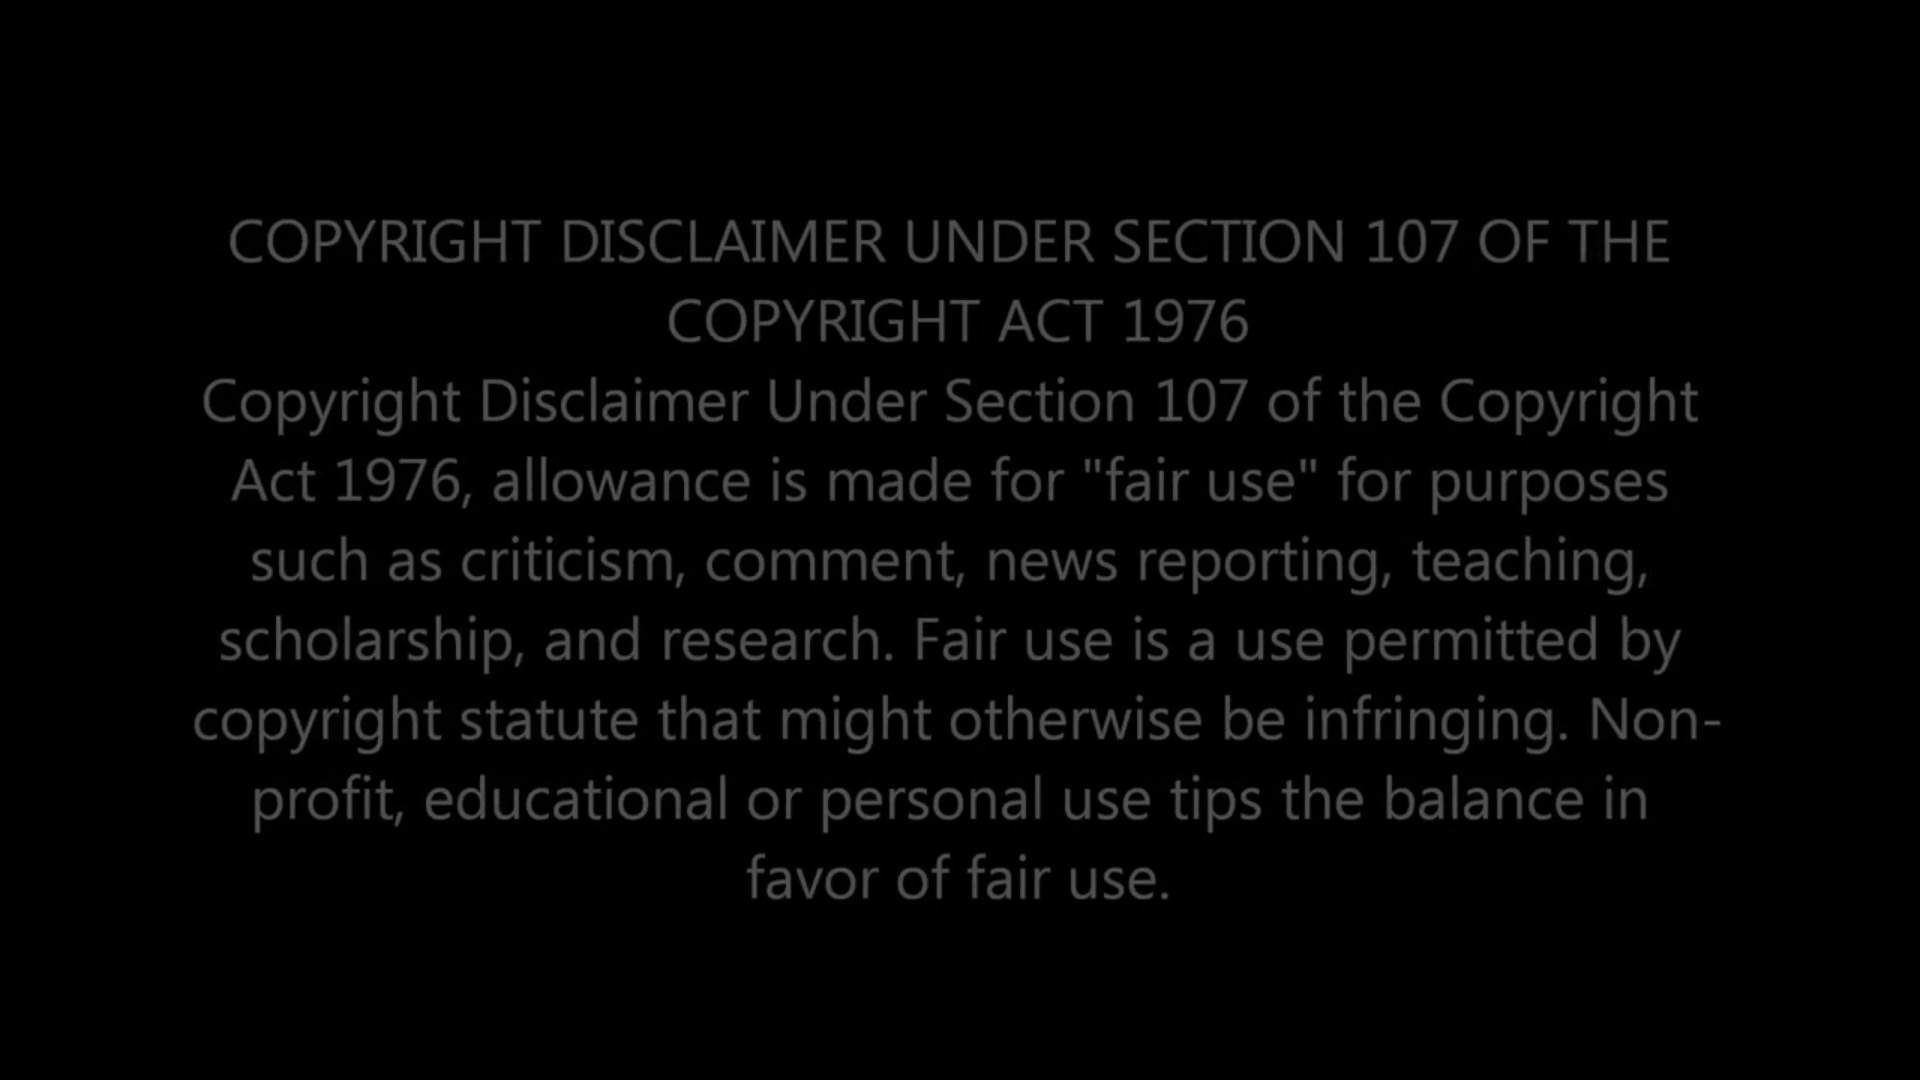 COPYRIGHT DISCLAIMER UNDER SECTION 107 OF THE
COPYRIGHT ACT 1976
Copyright Disclaimer Under Section 107 of the Copyright
Act 1976, allowance is made for "fair use" for purposes
such as criticism, comment, news reporting, teaching,
scholarship, and research. Fair use is a use permitted by
copyright statute that might otherwise be infringing. Non-
profit, educational or personal use tips the balance in
favor of fair use.